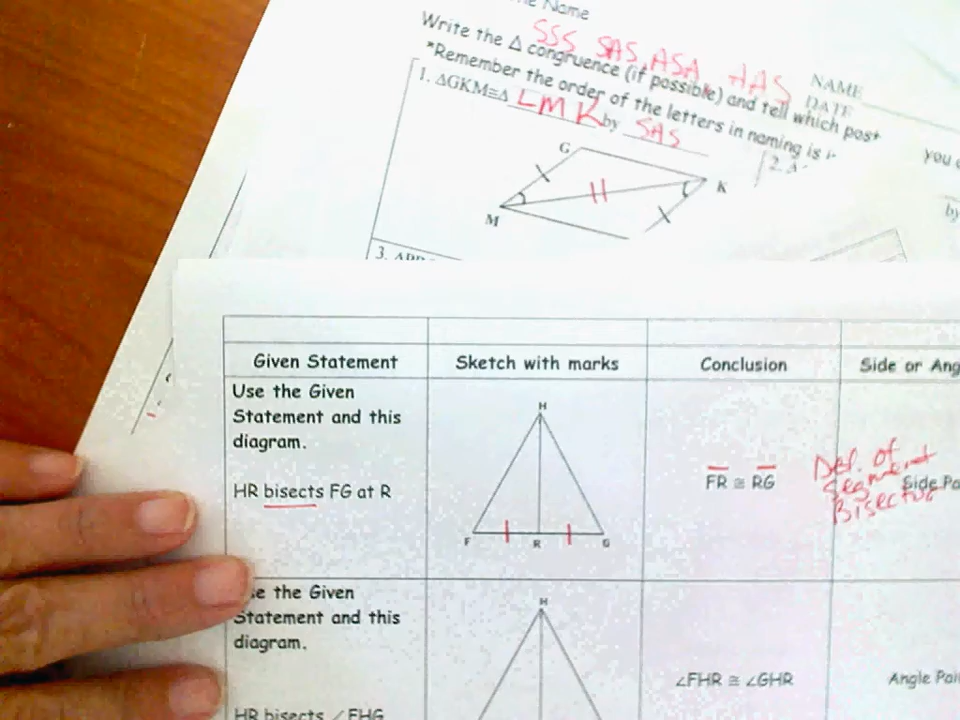 Name
SSS SAS ASA AAS
Write the Δ congruence (if possible) and tell which post
*Remember the order of the letters in naming is
NAME
DATE
1. ΔGKM≅Δ LMK by SAS
2. Δ
G
K
M
you
by
3.
Given Statement
Sketch with marks
Conclusion
Side or Ang
Use the Given
Statement and this
diagram.
HR bisects FG at R
H
F
R
G
FR ≅ RG
Def. of
Segment
Bisector
Side Pa
Use the Given
Statement and this
diagram.
HR bisects ∠FHG
H
∠FHR ≅ ∠GHR
Angle Pai